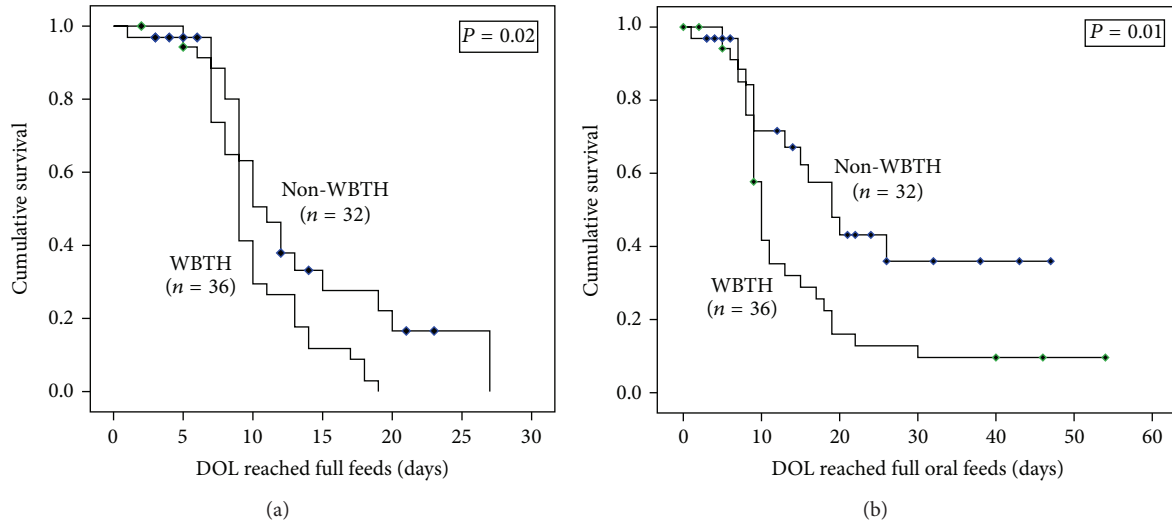 1.0
0.8
0.6
0.4
0.2
0.0
Cumulative survival
P = 0.02
Non-WBTH
(n = 32)
WBTH
(n = 36)
0 5 10 15 20 25 30
DOL reached full feeds (days)
(a)
1.0
0.8
0.6
0.4
0.2
0.0
Cumulative survival
P = 0.01
Non-WBTH
(n = 32)
WBTH
(n = 36)
0 10 20 30 40 50 60
DOL reached full oral feeds (days)
(b)